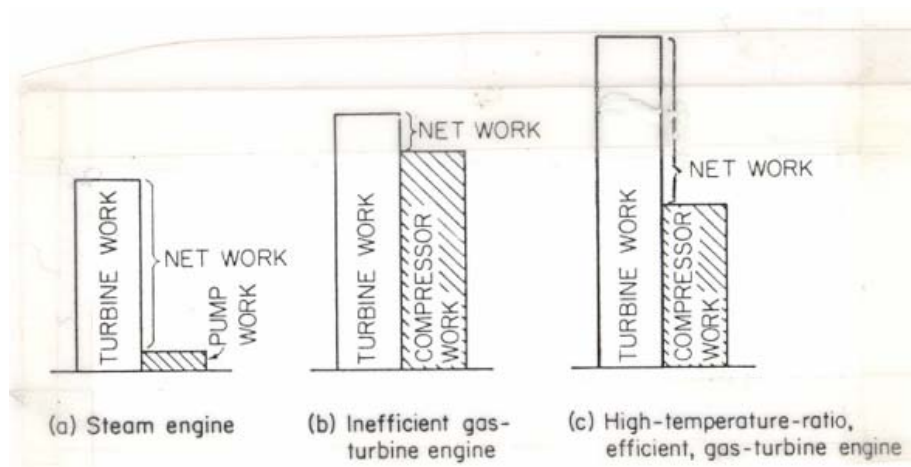 TURBINE WORK
NET WORK
PUMP
WORK
(a) Steam engine
TURBINE WORK
NET WORK
COMPRESSOR
WORK
(b) Inefficient gas-
turbine engine
TURBINE WORK
NET WORK
COMPRESSOR
WORK
(c) High-temperature-ratio,
efficient, gas-turbine engine